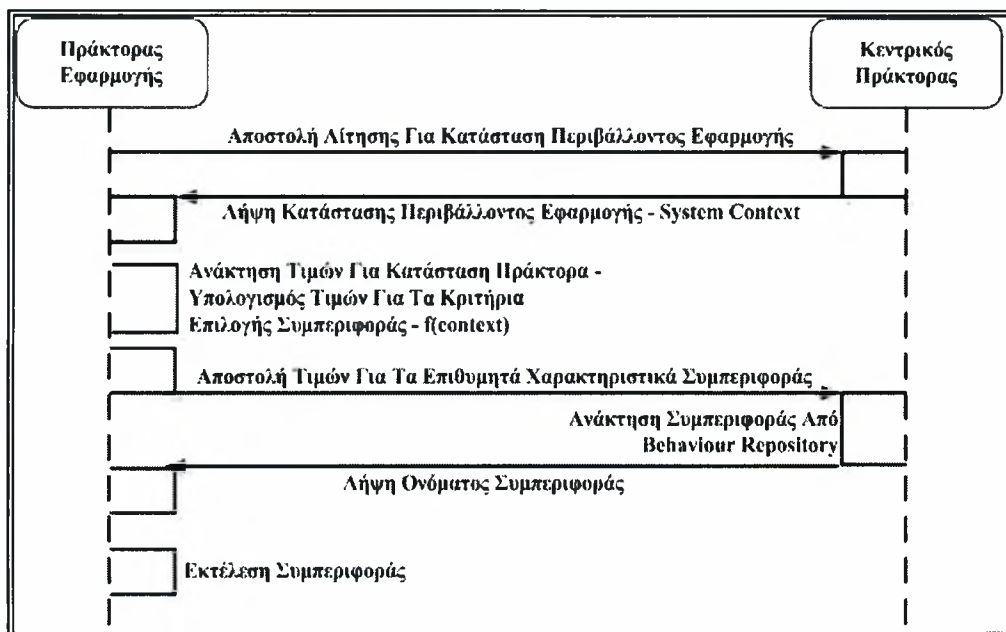 Πράκτορας
Εφαρμογής
Κεντρικός
Πράκτορας
Αποστολή Αίτησης Για Κατάσταση Περιβάλλοντος Εφαρμογής
Λήψη Κατάστασης Περιβάλλοντος Εφαρμογής - System Context
Ανάκτηση Τιμών Για Κατάσταση Πράκτορα -
Υπολογισμός Τιμών Για Τα Κριτήρια
Επιλογής Συμπεριφοράς - f(context)
Αποστολή Τιμών Για Τα Επιθυμητά Χαρακτηριστικά Συμπεριφοράς
Ανάκτηση Συμπεριφοράς Από
Behaviour Repository
Λήψη Ονόματος Συμπεριφοράς
Εκτέλεση Συμπεριφοράς